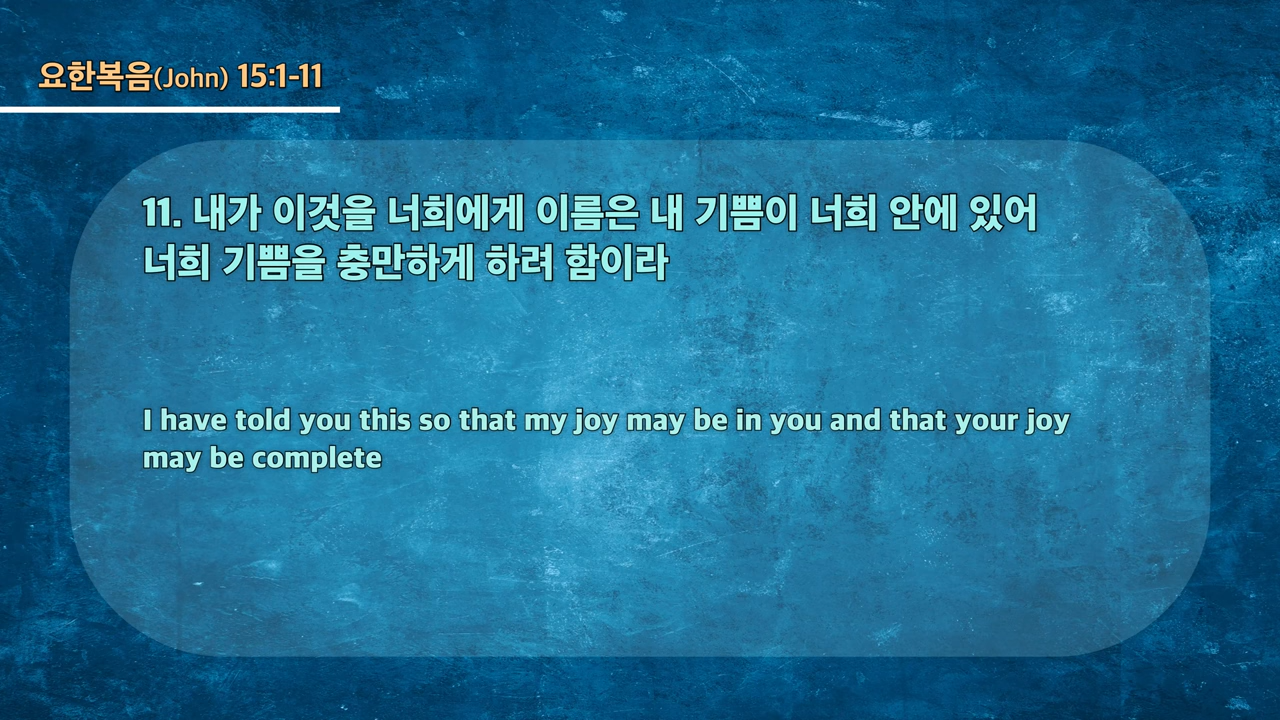 요한복음(John) 15:1-11
11. 내가 이것을 너희에게 이름은 내 기쁨이 너희 안에 있어
너희 기쁨을 충만하게 하려 함이라
I have told you this so that my joy may be in you and that your joy
may be complete